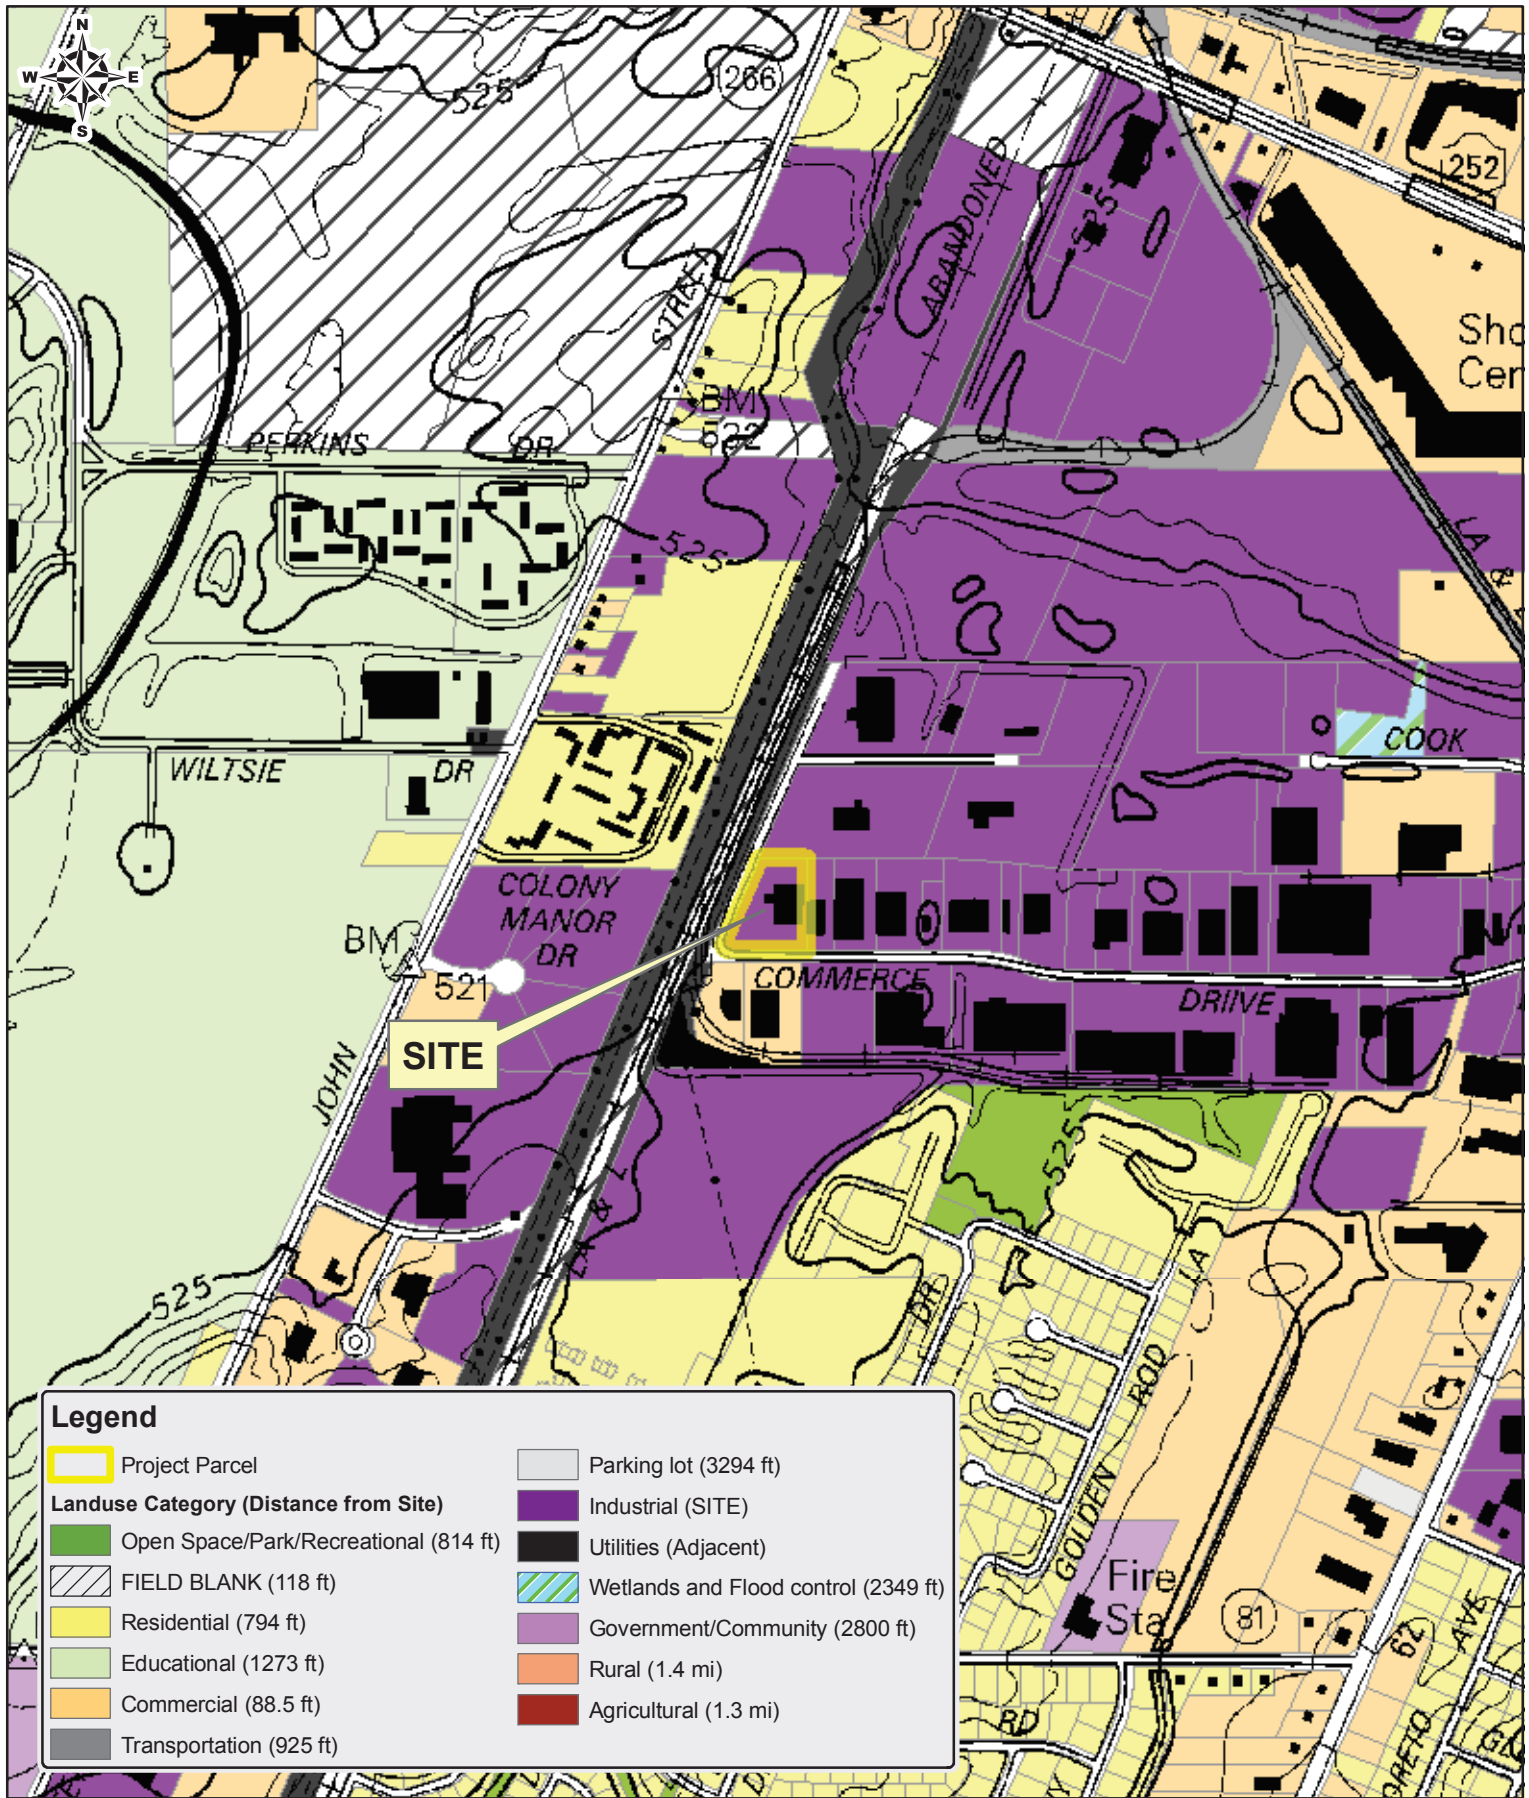 N
W E
S
525
266
252
ABANDONED
525
STREET
Sho
Cen
BM
522
PERKINS DR
525
LA
&
COOK
WILTSIE DR
COLONY
MANOR
DR
BM
521
COMMERCE DRIIVE
SITE
JOHN
525
LA & 
525
DR
LA
ROD
GOLDEN
Fire
Sta
81
62
AVE
RD
ORETO
Legend
Project Parcel
Landuse Category (Distance from Site)
Open Space/Park/Recreational (814 ft)
FIELD BLANK (118 ft)
Residential (794 ft)
Educational (1273 ft)
Commercial (88.5 ft)
Transportation (925 ft)
Parking lot (3294 ft)
Industrial (SITE)
Utilities (Adjacent)
Wetlands and Flood control (2349 ft)
Government/Community (2800 ft)
Rural (1.4 mi)
Agricultural (1.3 mi)